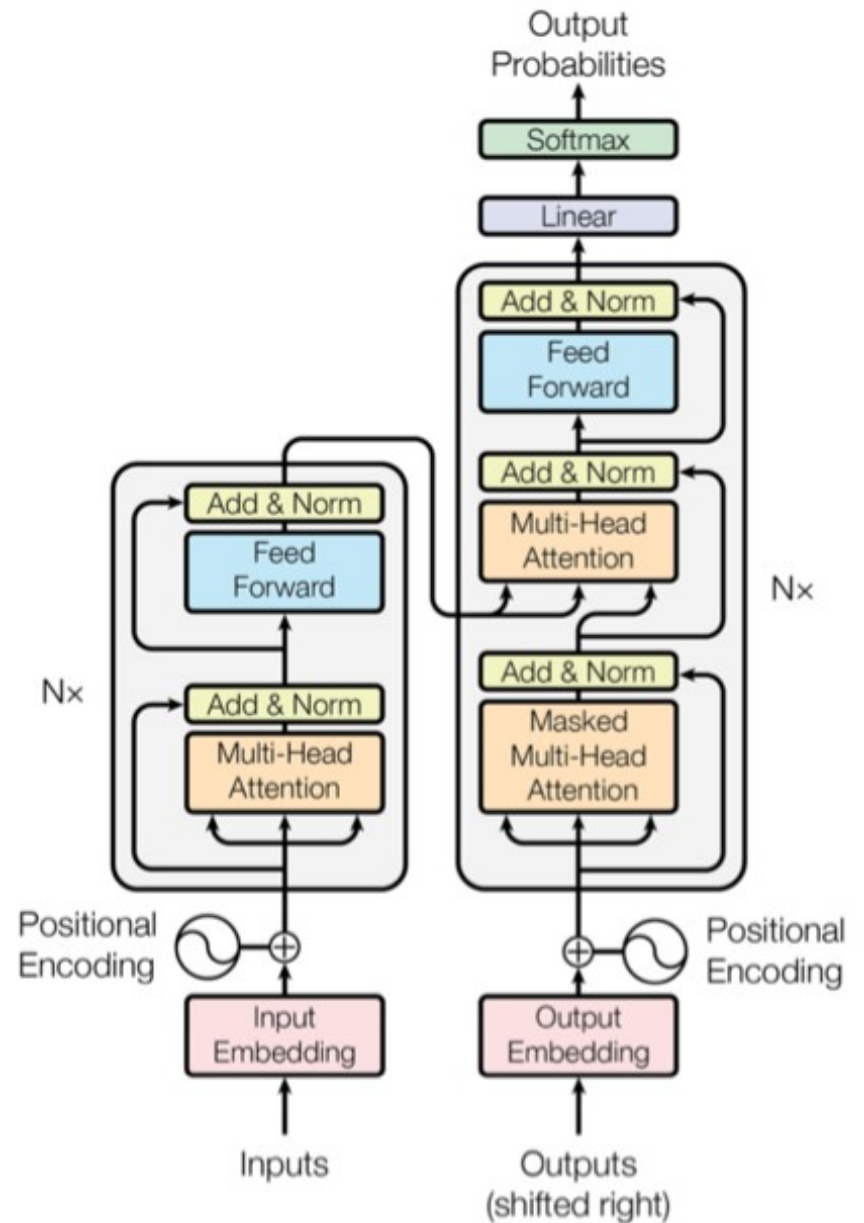 Output
Probabilities
Softmax
Linear
Add & Norm
Feed
Forward
Add & Norm
Multi-Head
Attention
Add & Norm
Masked
Multi-Head
Attention
N×
Add & Norm
Feed
Forward
Add & Norm
Multi-Head
Attention
N×
Positional
Encoding
Positional
Encoding
Input
Embedding
Output
Embedding
Inputs
Outputs
(shifted right)